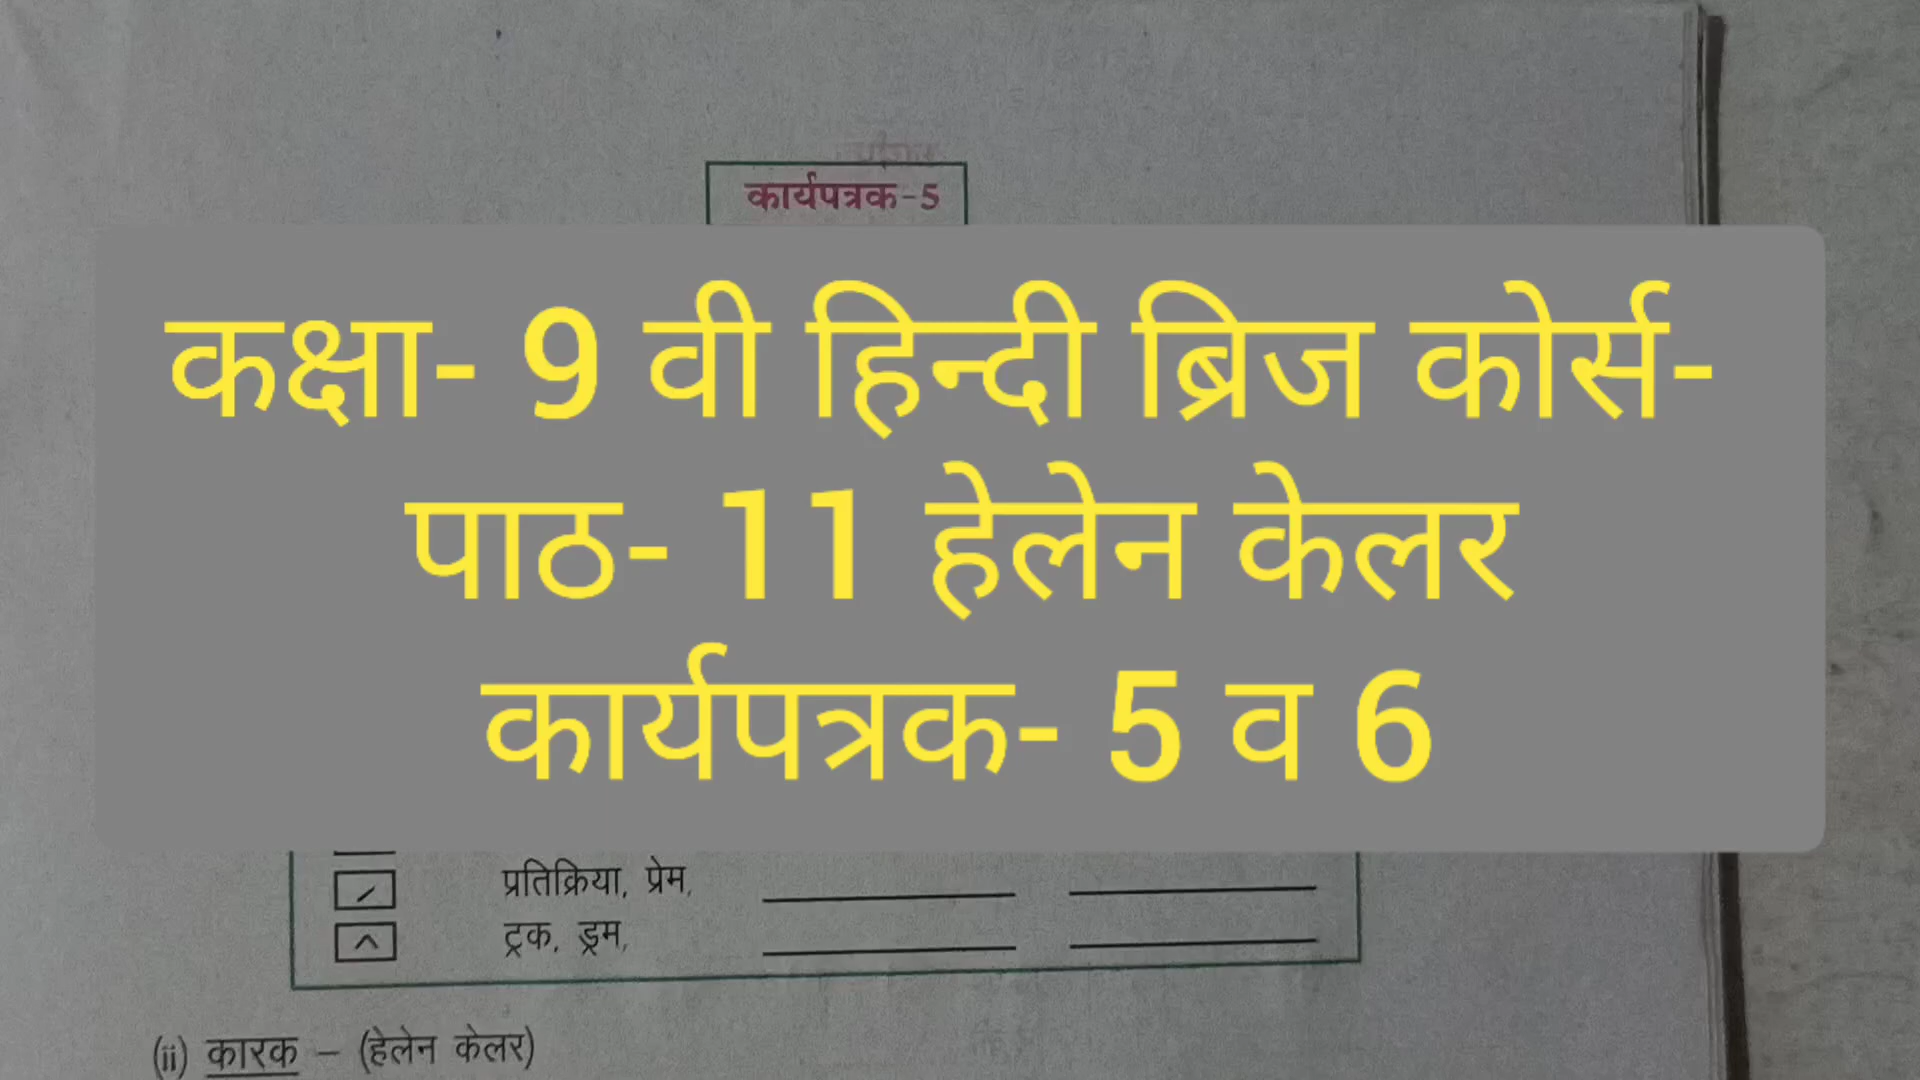 कार्यपत्रक-5
कक्षा- 9 वी हिन्दी ब्रिज कोर्स-
पाठ- 11 हेलेन केलर
कार्यपत्रक- 5 व 6
प्रतिक्रिया, प्रेम,
ट्रक, ड्रम,
(ii) कारक – (हेलेन केलर)